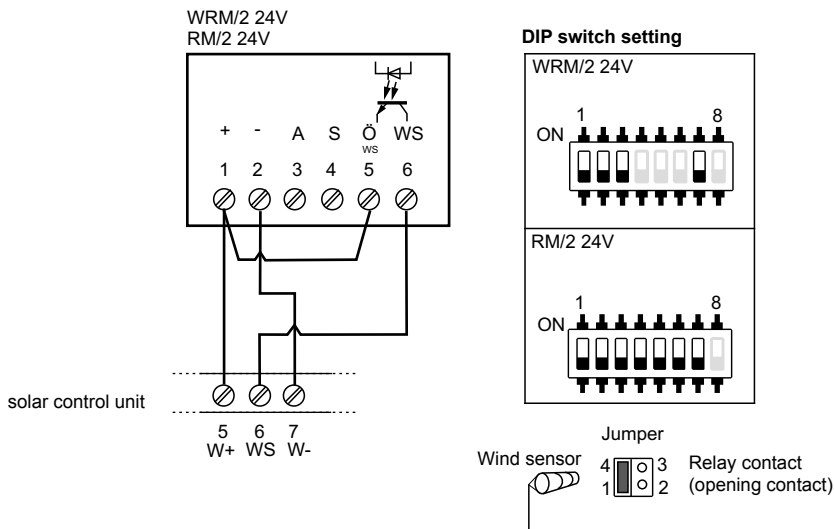 WRM/2 24V
RM/2 24V
+ - A S Ö WS
WS
1 2 3 4 5 6
solar control unit
5 6 7
W+ WS W-
DIP switch setting
WRM/2 24V
1 8
ON
RM/2 24V
1 8
ON
Jumper
Wind sensor
4 3 Relay contact
1 2 (opening contact)